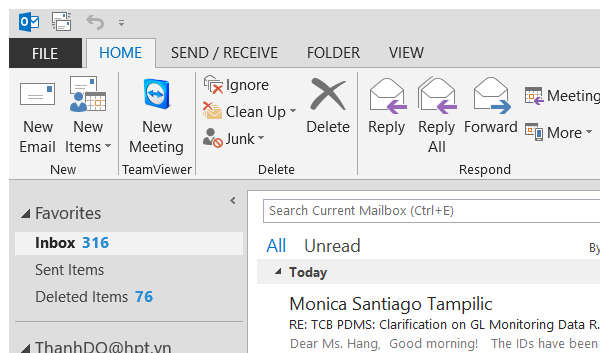 FILE HOME SEND / RECEIVE FOLDER VIEW
New Email
New Items
New
New Meeting
TeamViewer
Ignore
Clean Up
Junk
Delete
Delete
Reply
Reply All
Forward
Meeting
More
Respond
Favorites
Inbox 316
Sent Items
Deleted Items 76
ThanhDO@hpt.vn
Search Current Mailbox (Ctrl+E)
All Unread By
Today
Monica Santiago Tampilic
RE: TCB PDMS: Clarification on GL Monitoring Data R.
Dear Ms. Hang, Good morning! The IDs have been